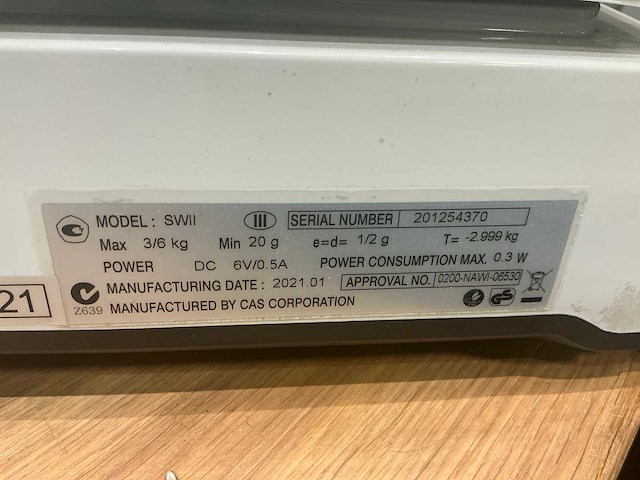 MODEL : SWII III SERIAL NUMBER 201254370
Max 3/6 kg Min 20 g e=d= 1/2 g T= -2.999 kg
POWER DC 6V/0.5A POWER CONSUMPTION MAX. 0.3 W
MANUFACTURING DATE : 2021.01 APPROVAL NO. 0200-NAWI-06530
Z639 MANUFACTURED BY CAS CORPORATION
21